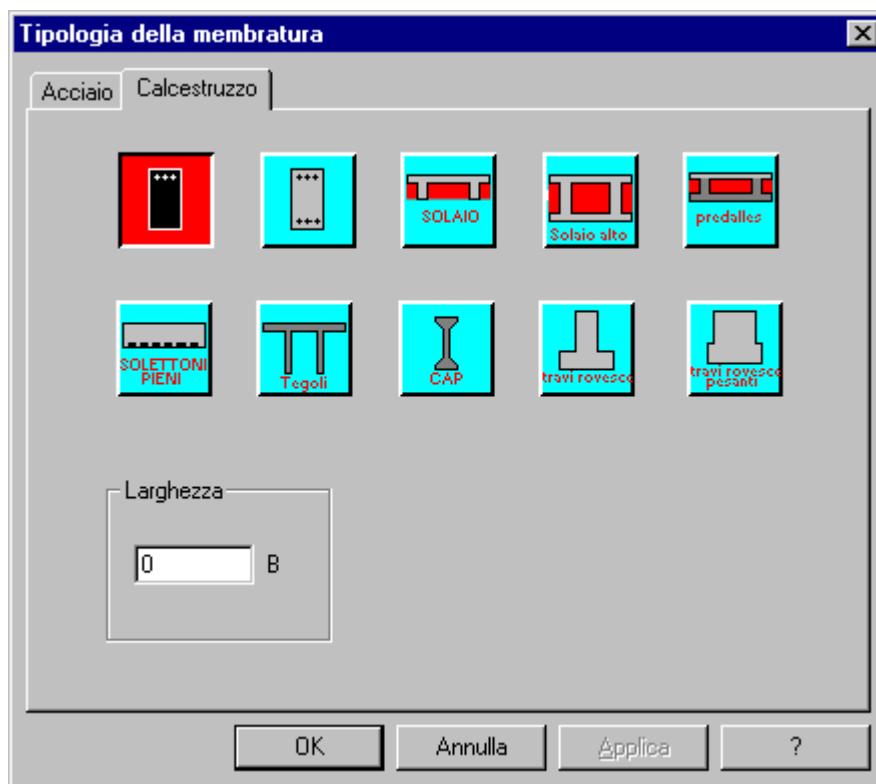 Tipologia della membratura
Acciaio
Calcestruzzo
SOLAIO
Solaio alto
predalles
SOLETTONI
PIENI
Tegoli
CAP
travi rovesce
travi rovesce
pesanti
Larghezza
0
B
OK
Annulla
Applica
?